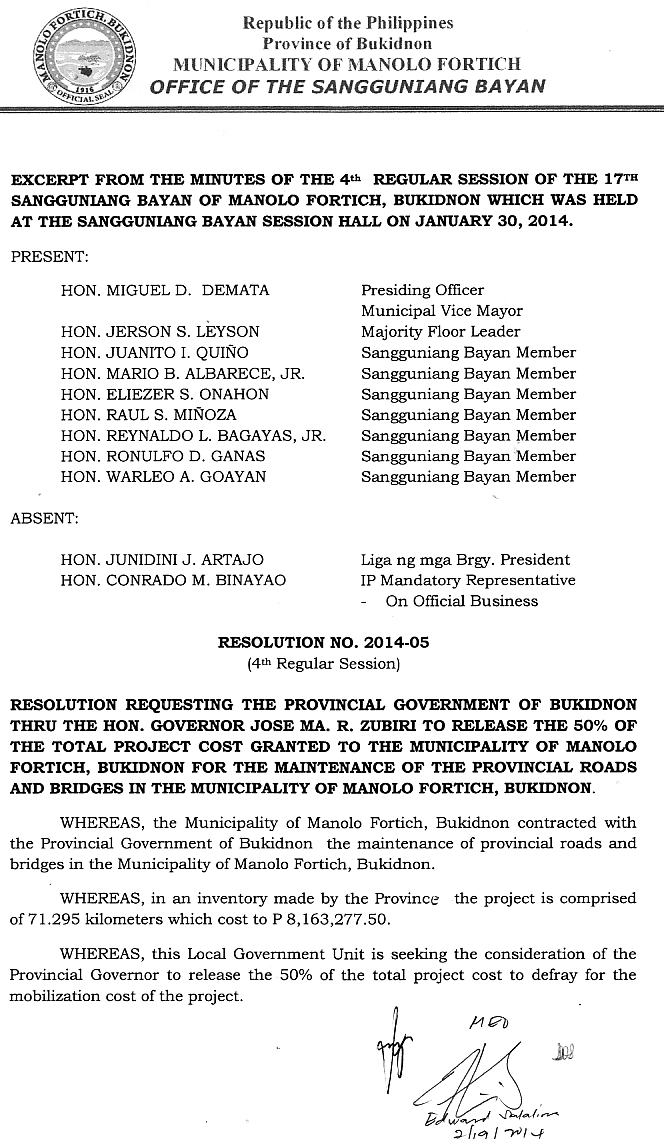 MANOLO FORTICH, BUKIDNON
1916
OFFICIAL SEAL
Republic of the Philippines
Province of Bukidnon
MUNICIPALITY OF MANOLO FORTICH
OFFICE OF THE SANGGUNIANG BAYAN
EXCERPT FROM THE MINUTES OF THE 4th REGULAR SESSION OF THE 17TH
SANGGUNIANG BAYAN OF MANOLO FORTICH, BUKIDNON WHICH WAS HELD
AT THE SANGGUNIANG BAYAN SESSION HALL ON JANUARY 30, 2014.
PRESENT:
HON. MIGUEL D. DEMATA Presiding Officer
Municipal Vice Mayor
HON. JERSON S. LEYSON Majority Floor Leader
HON. JUANITO I. QUIÑO Sangguniang Bayan Member
HON. MARIO B. ALBARECE, JR. Sangguniang Bayan Member
HON. ELIEZER S. ONAHON Sangguniang Bayan Member
HON. RAUL S. MIÑOZA Sangguniang Bayan Member
HON. REYNALDO L. BAGAYAS, JR. Sangguniang Bayan Member
HON. RONULFO D. GANAS Sangguniang Bayan Member
HON. WARLEO A. GOAYAN Sangguniang Bayan Member
ABSENT:
HON. JUNIDINI J. ARTAJO Liga ng mga Brgy. President
HON. CONRADO M. BINAYAO IP Mandatory Representative
- On Official Business
RESOLUTION NO. 2014-05
(4th Regular Session)
RESOLUTION REQUESTING THE PROVINCIAL GOVERNMENT OF BUKIDNON
THRU THE HON. GOVERNOR JOSE MA. R. ZUBIRI TO RELEASE THE 50% OF
THE TOTAL PROJECT COST GRANTED TO THE MUNICIPALITY OF MANOLO
FORTICH, BUKIDNON FOR THE MAINTENANCE OF THE PROVINCIAL ROADS
AND BRIDGES IN THE MUNICIPALITY OF MANOLO FORTICH, BUKIDNON.
WHEREAS, the Municipality of Manolo Fortich, Bukidnon contracted with
the Provincial Government of Bukidnon the maintenance of provincial roads and
bridges in the Municipality of Manolo Fortich, Bukidnon.
WHEREAS, in an inventory made by the Province the project is comprised
of 71.295 kilometers which cost to P 8,163,277.50.
WHEREAS, this Local Government Unit is seeking the consideration of the
Provincial Governor to release the 50% of the total project cost to defray for the
mobilization cost of the project.
MEO
Edward
2/19/2014